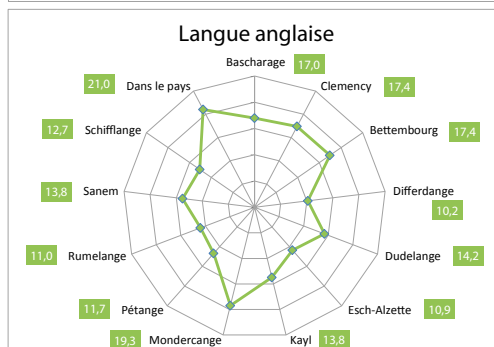 Langue anglaise
Bascharage
17,0
Clemency
17,4
Bettembourg
17,4
Differdange
10,2
Dudelange
14,2
Esch-Alzette
10,9
Kayl
13,8
Mondercange
19,3
Pétange
11,7
Rumelange
11,0
Sanem
13,8
Schifflange
12,7
Dans le pays
21,0